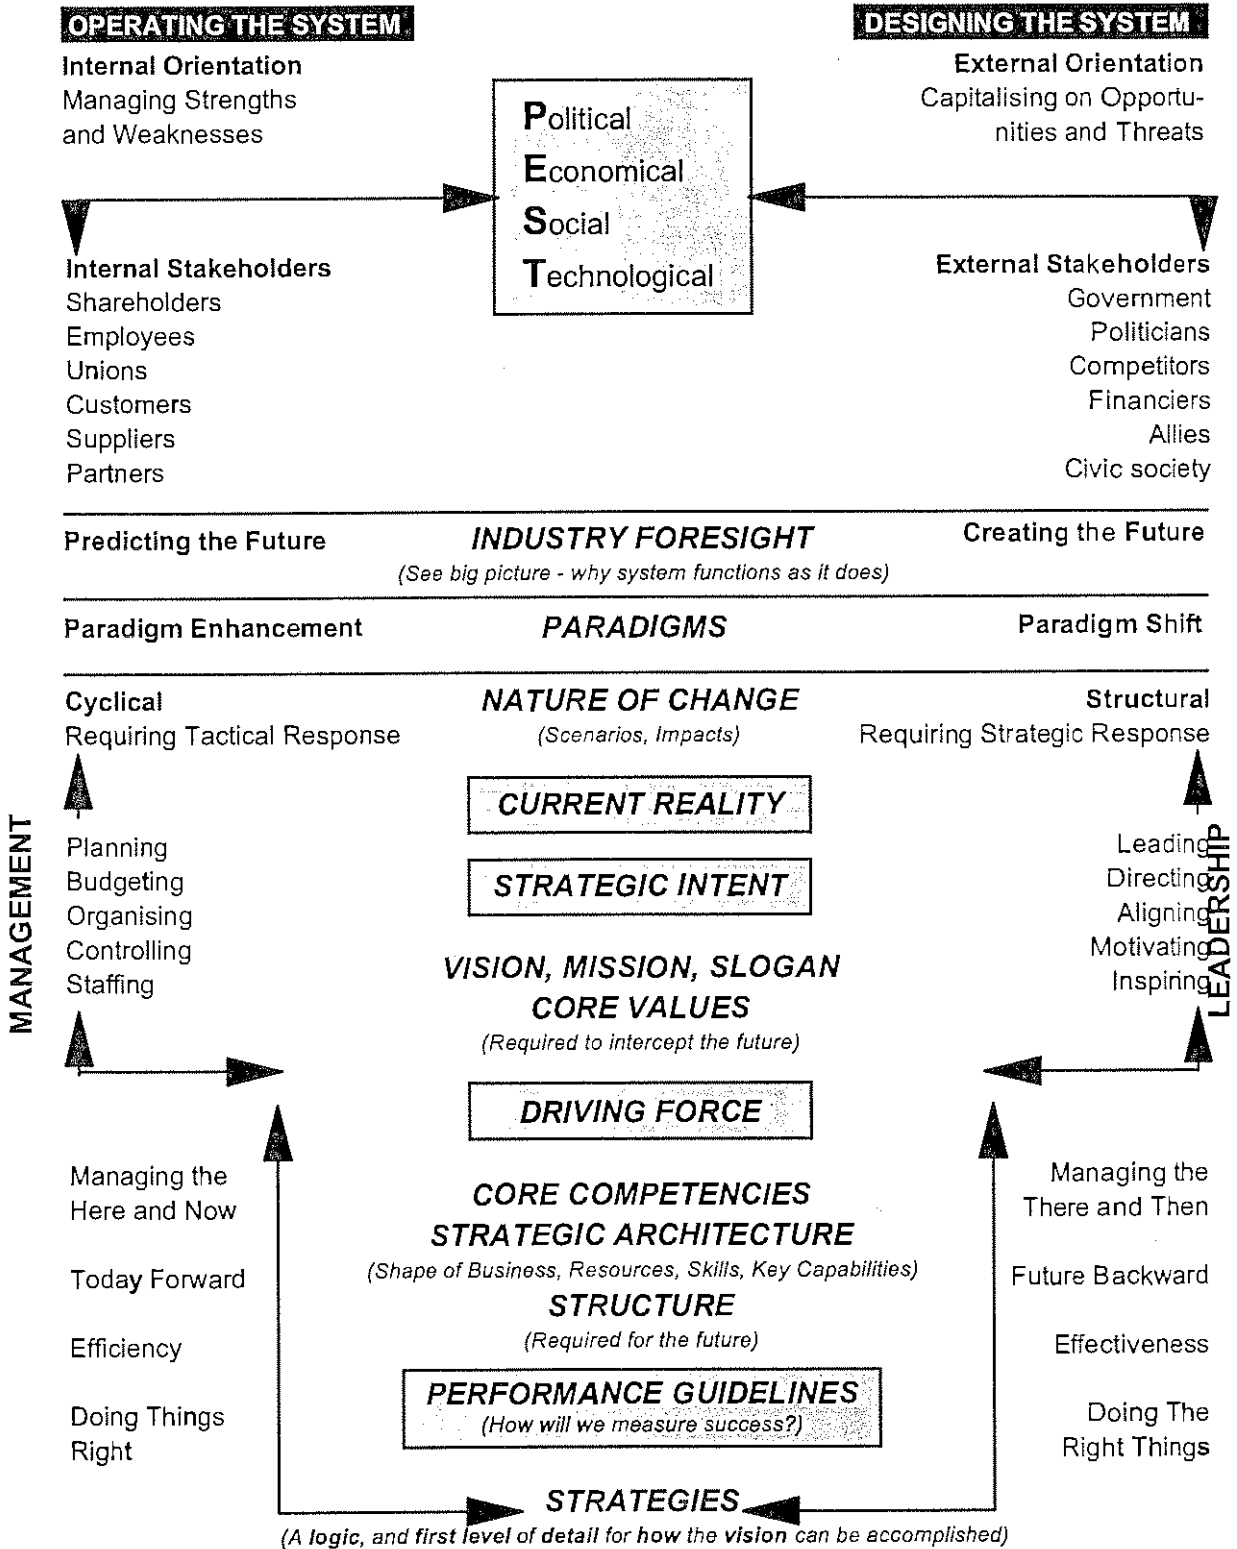 OPERATING THE SYSTEM
DESIGNING THE SYSTEM
Internal Orientation
Managing Strengths
and Weaknesses
External Orientation
Capitalising on Opportu-
nities and Threats
Political
Economical
Social
Technological
Internal Stakeholders
Shareholders
Employees
Unions
Customers
Suppliers
Partners
External Stakeholders
Government
Politicians
Competitors
Financiers
Allies
Civic society
Predicting the Future
INDUSTRY FORESIGHT
(See big picture - why system functions as it does)
Creating the Future
Paradigm Enhancement
PARADIGMS
Paradigm Shift
Cyclical
Requiring Tactical Response
NATURE OF CHANGE
(Scenarios, Impacts)
Structural
Requiring Strategic Response
MANAGEMENT
Planning
Budgeting
Organising
Controlling
Staffing
CURRENT REALITY
STRATEGIC INTENT
VISION, MISSION, SLOGAN
CORE VALUES
(Required to intercept the future)
LEADERSHIP
Leading
Directing
Aligning
Motivating
Inspiring
DRIVING FORCE
Managing the
Here and Now
Today Forward
Efficiency
Doing Things
Right
CORE COMPETENCIES
STRATEGIC ARCHITECTURE
(Shape of Business, Resources, Skills, Key Capabilities)
STRUCTURE
(Required for the future)
PERFORMANCE GUIDELINES
(How will we measure success?)
Managing the
There and Then
Future Backward
Effectiveness
Doing The
Right Things
STRATEGIES
(A logic, and first level of detail for how the vision can be accomplished)